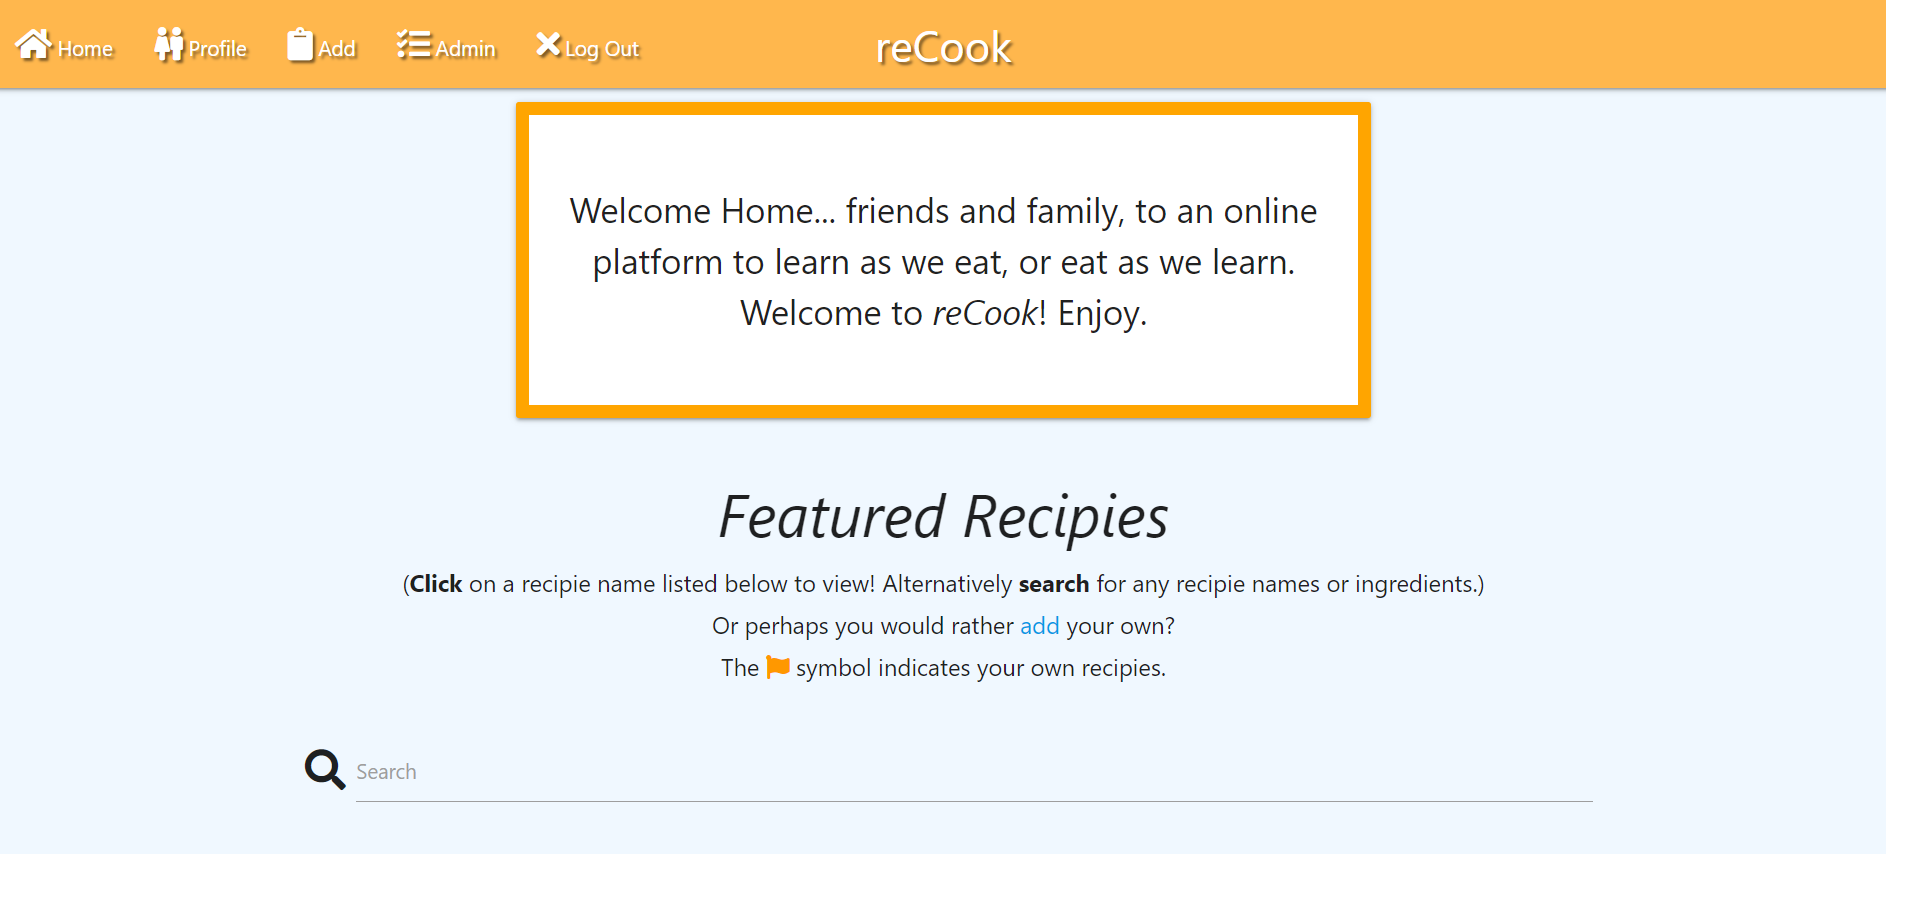 Home Profile Add Admin Log Out reCook
Welcome Home... friends and family, to an online
platform to learn as we eat, or eat as we learn.
Welcome to reCook! Enjoy.
Featured Recipies
(Click on a recipie name listed below to view! Alternatively search for any recipie names or ingredients.)
Or perhaps you would rather add your own?
The symbol indicates your own recipies.
Search